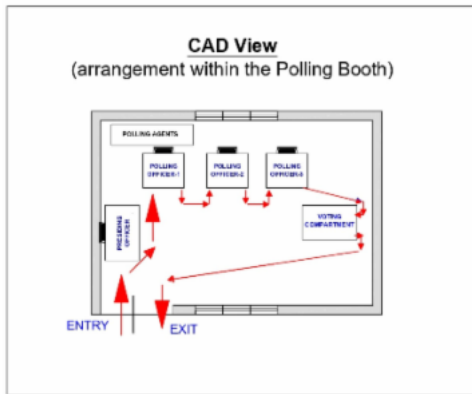 CAD View
(arrangement within the Polling Booth)
POLLING AGENTS
POLLING
OFFICER-1
POLLING
OFFICER-2
POLLING
OFFICER-3
PRESIDING
OFFICER
VOTING
COMPARTMENT
ENTRY
EXIT